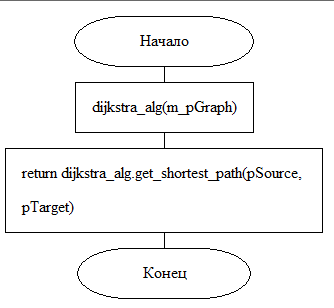 Начало
dijkstra_alg(m_pGraph)
return dijkstra_alg.get_shortest_path(pSource,
pTarget)
Конец